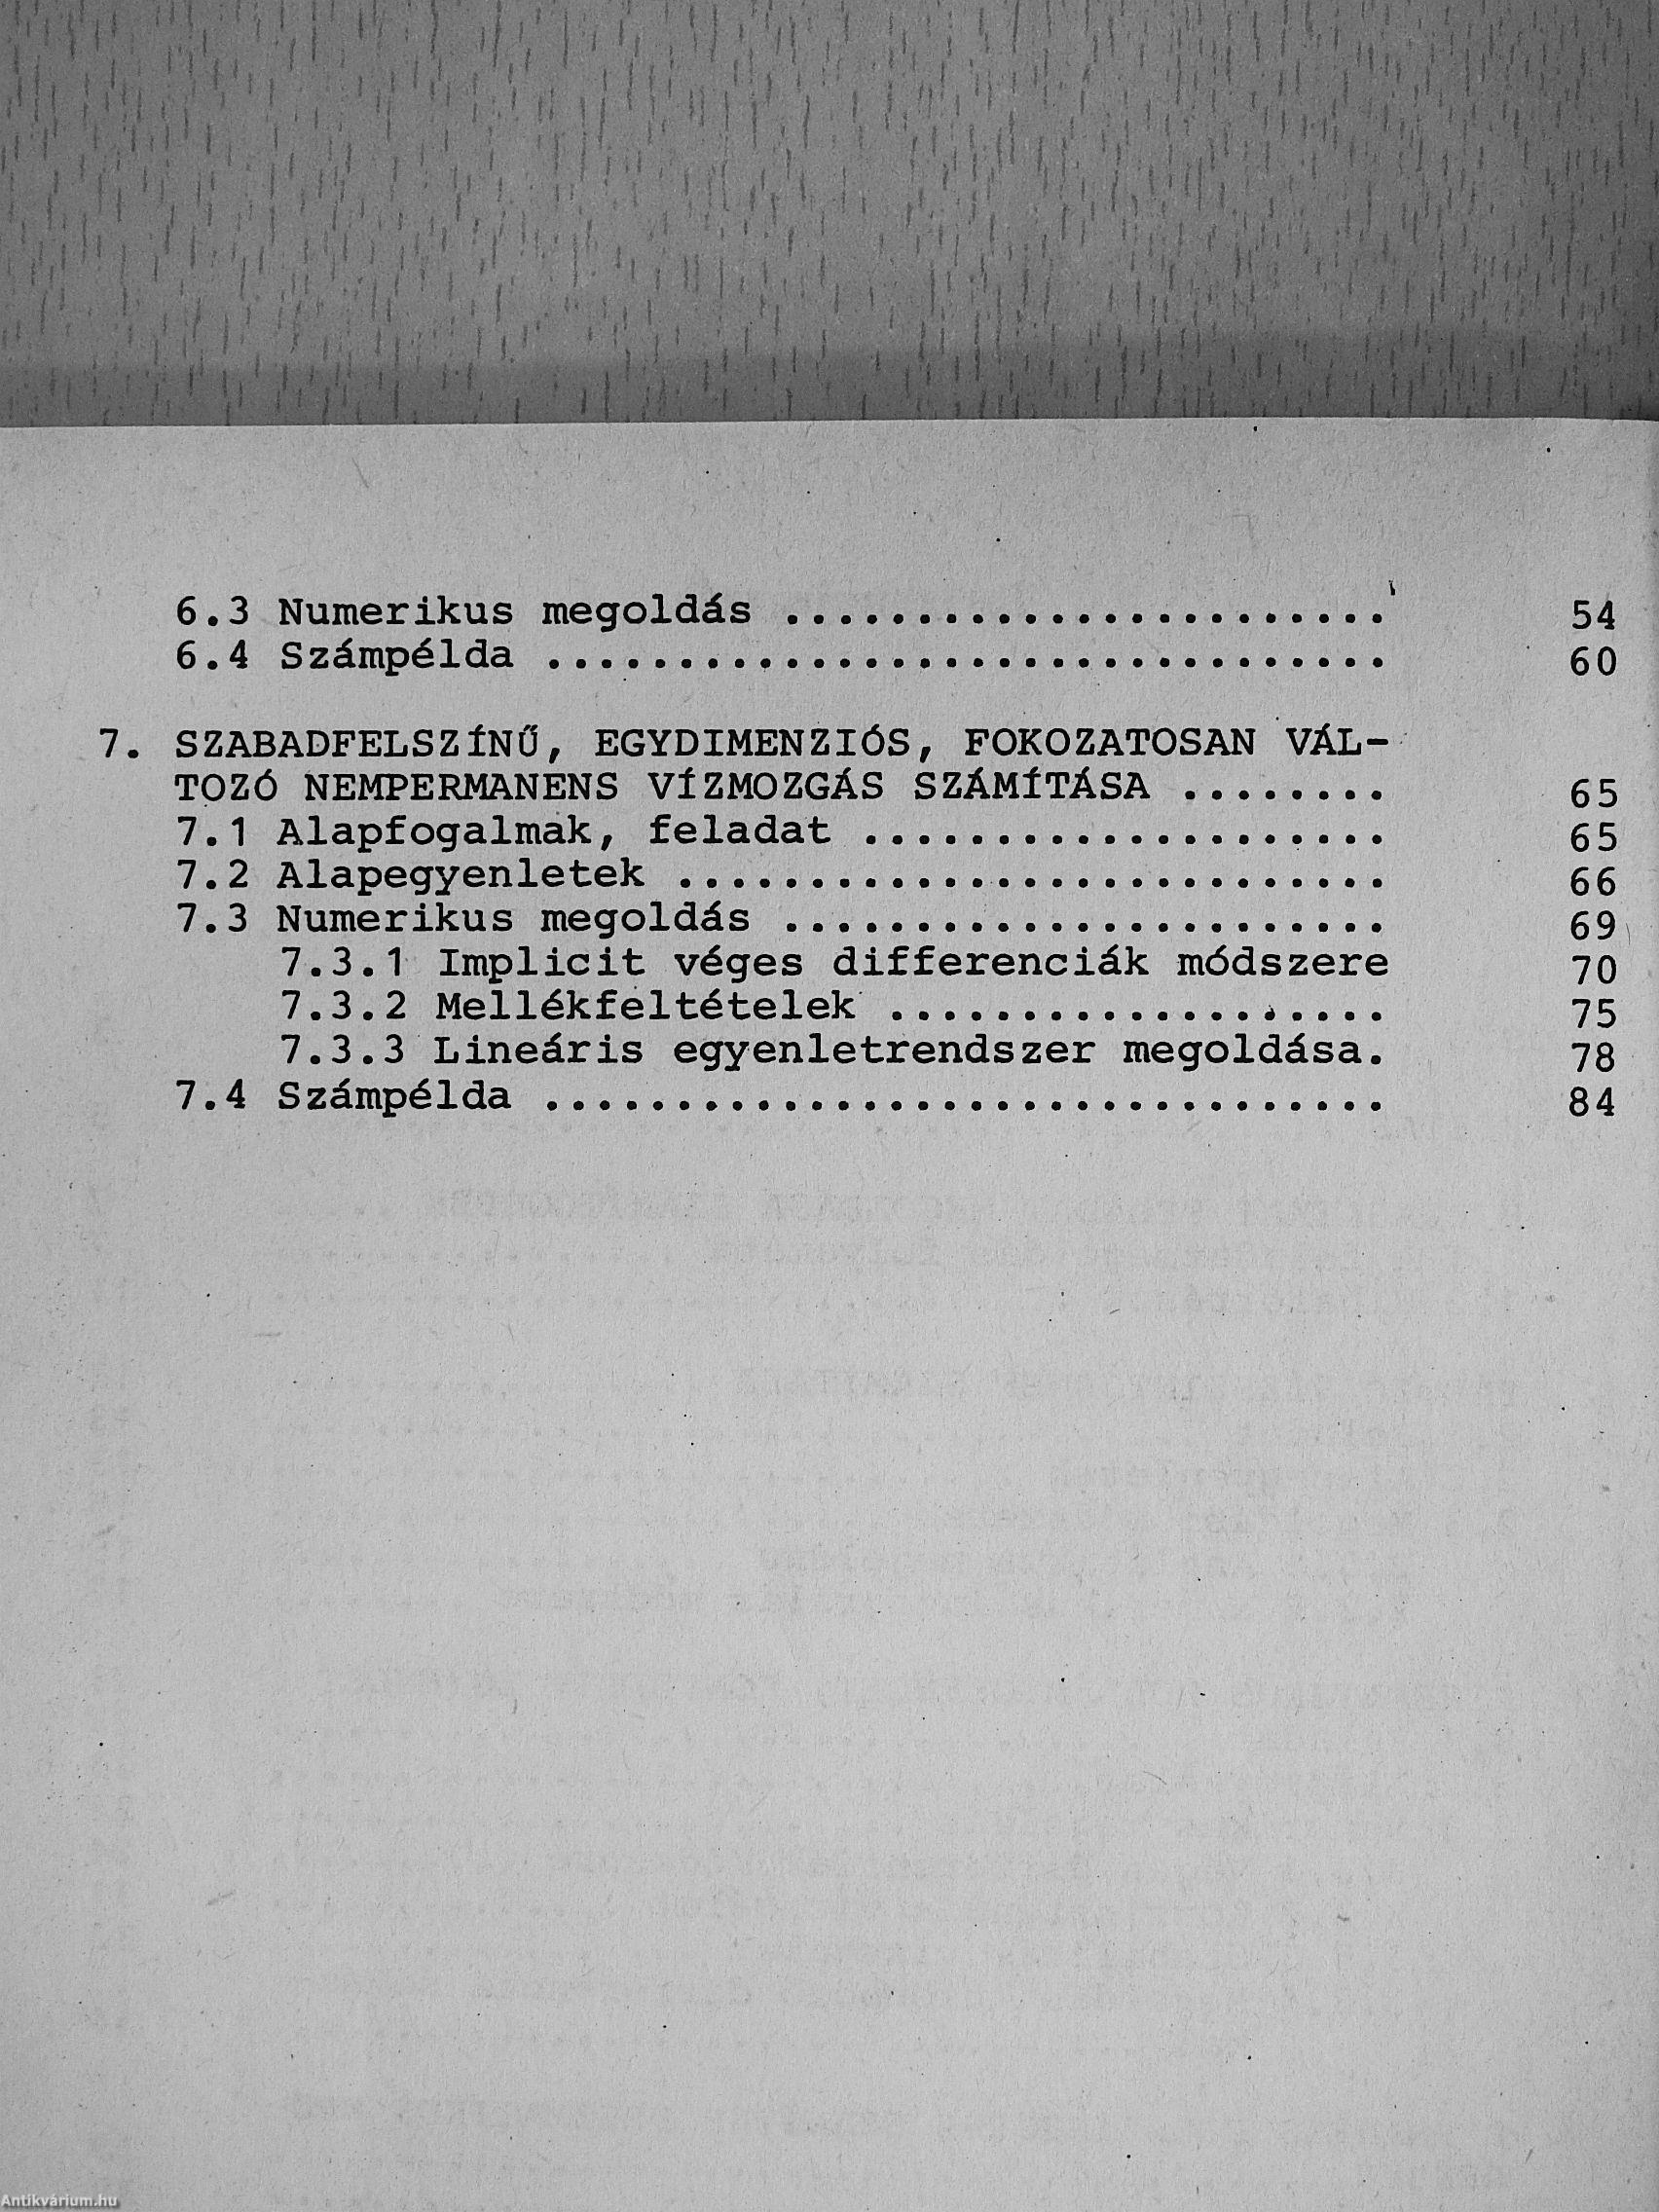 6.3 Numerikus megoldás ....................... 54
6.4 Számpélda ................................ 60
7. SZABADFELSZÍNŰ, EGYDIMENZIÓS, FOKOZATOSAN VÁL-
TOZÓ NEMPERMANENS VÍZMOZGÁS SZÁMÍTÁSA ........ 65
7.1 Alapfogalmak, feladat .................... 65
7.2 Alapegyenletek ........................... 66
7.3 Numerikus megoldás ....................... 69
7.3.1 Implicit véges differenciák módszere 70
7.3.2 Mellékfeltételek ................... 75
7.3.3 Lineáris egyenletrendszer megoldása. 78
7.4 Számpélda ................................ 84
Antikvárium.hu